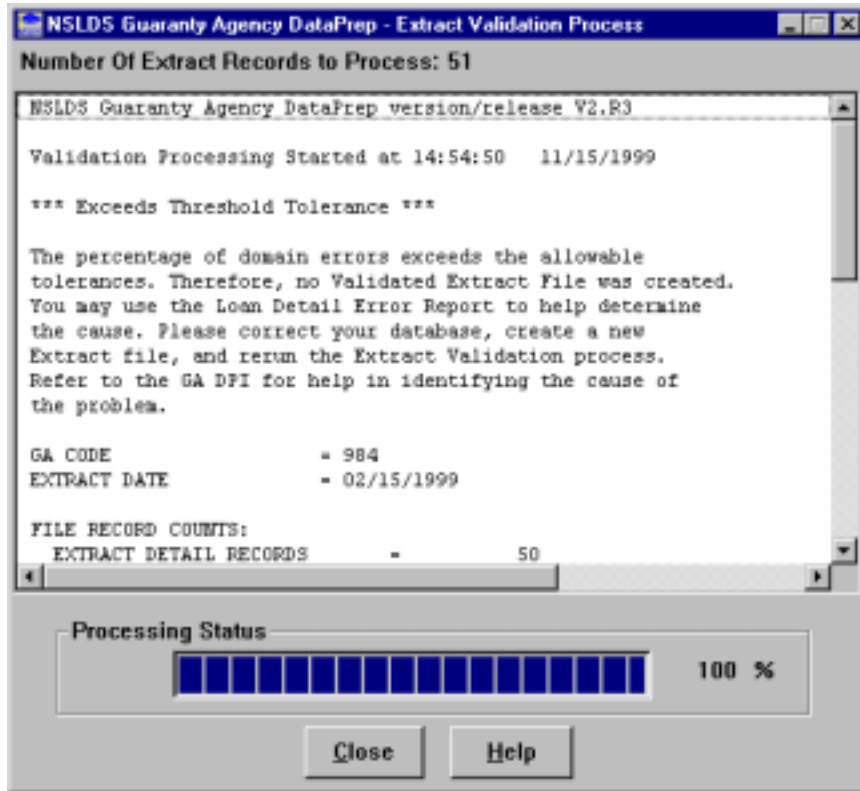 NSLDS Guaranty Agency DataPrep - Extract Validation Process
Number Of Extract Records to Process: 51
NSLDS Guaranty Agency DataPrep version/release V2.R3
Validation Processing Started at 14:54:50 11/15/1999
*** Exceeds Threshold Tolerance ***
The percentage of domain errors exceeds the allowable
tolerances. Therefore, no Validated Extract File was created.
You may use the Loan Detail Error Report to help determine
the cause. Please correct your database, create a new
Extract file, and rerun the Extract Validation process.
Refer to the GA DPI for help in identifying the cause of
the problem.
GA CODE = 984
EXTRACT DATE = 02/15/1999
FILE RECORD COUNTS:
EXTRACT DETAIL RECORDS = 50
Processing Status
100 %
Close Help